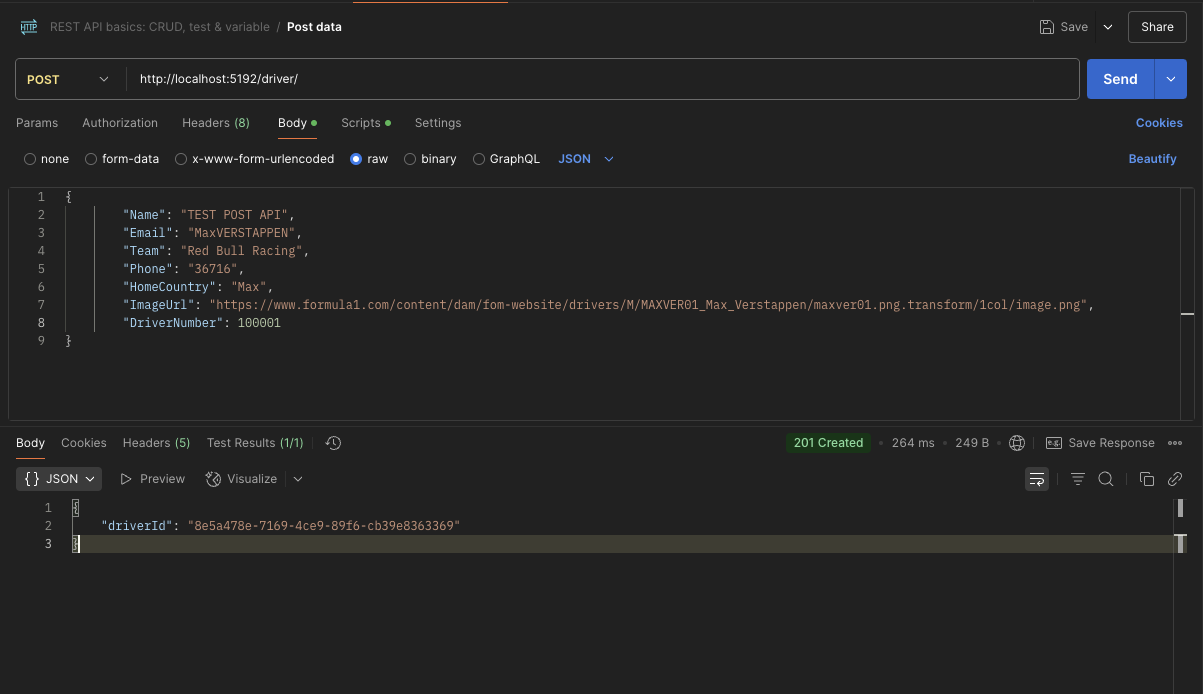 HTTP REST API basics: CRUD, test & variable / Post data Save Share
POST http://localhost:5192/driver/ Send
Params Authorization Headers (8) Body Scripts Settings Cookies
none form-data x-www-form-urlencoded raw binary GraphQL JSON Beautify
1 {
2 "Name": "TEST POST API",
3 "Email": "MaxVERSTAPPEN",
4 "Team": "Red Bull Racing",
5 "Phone": "36716",
6 "HomeCountry": "Max",
7 "ImageUrl": "https://www.formula1.com/content/dam/fom-website/drivers/M/MAXVER01_Max_Verstappen/maxver01.png.transform/1col/image.png",
8 "DriverNumber": 100001
9 }
Body Cookies Headers (5) Test Results (1/1) 201 Created • 264 ms • 249 B • e.g. Save Response
{} JSON Preview Visualize
1 {
2 "driverId": "8e5a478e-7169-4ce9-89f6-cb39e8363369"
3 }